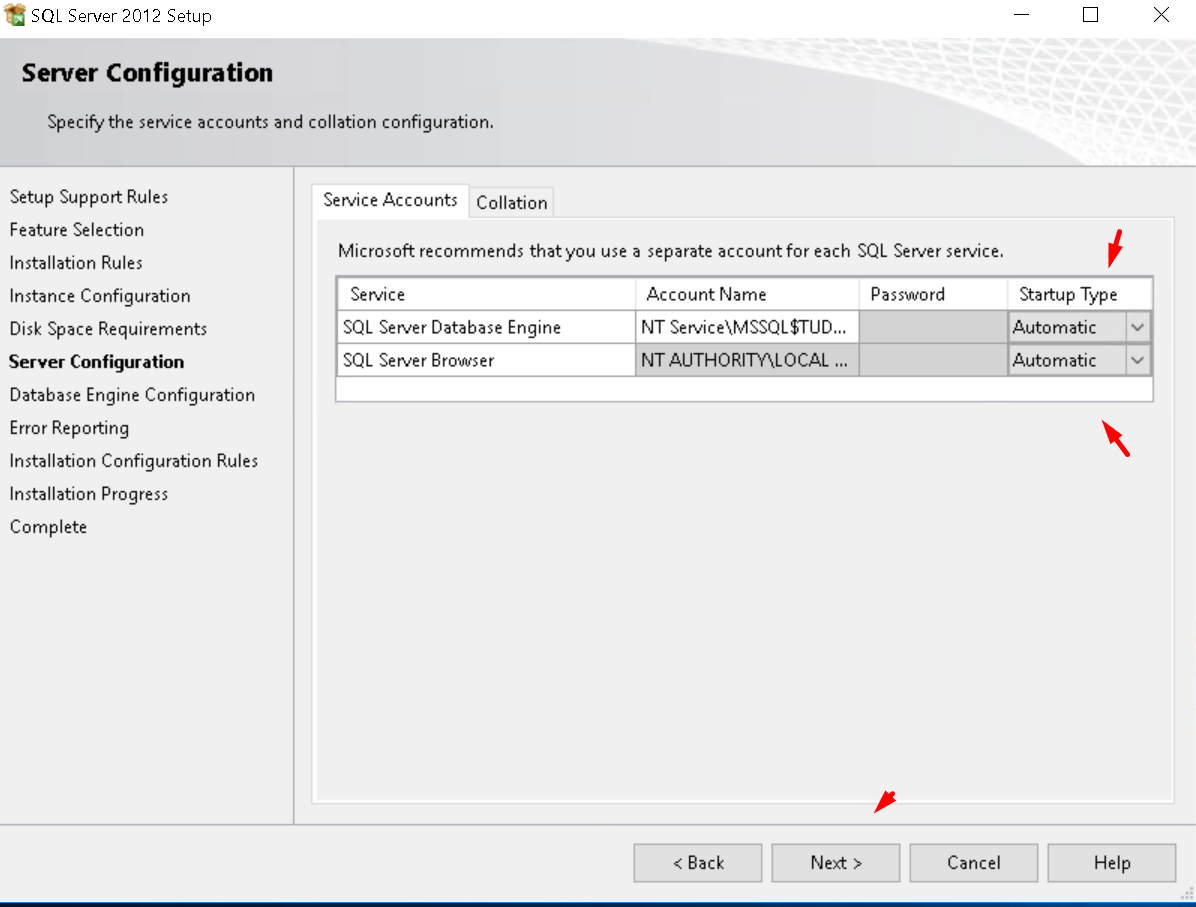 SQL Server 2012 Setup
Server Configuration
Specify the service accounts and collation configuration.
Setup Support Rules
Feature Selection
Installation Rules
Instance Configuration
Disk Space Requirements
Server Configuration
Database Engine Configuration
Error Reporting
Installation Configuration Rules
Installation Progress
Complete
Service Accounts Collation
Microsoft recommends that you use a separate account for each SQL Server service.
Service Account Name Password Startup Type
SQL Server Database Engine NT Service\MSSQL$TUD... Automatic
SQL Server Browser NT AUTHORITY\LOCAL ... Automatic
< Back Next > Cancel Help